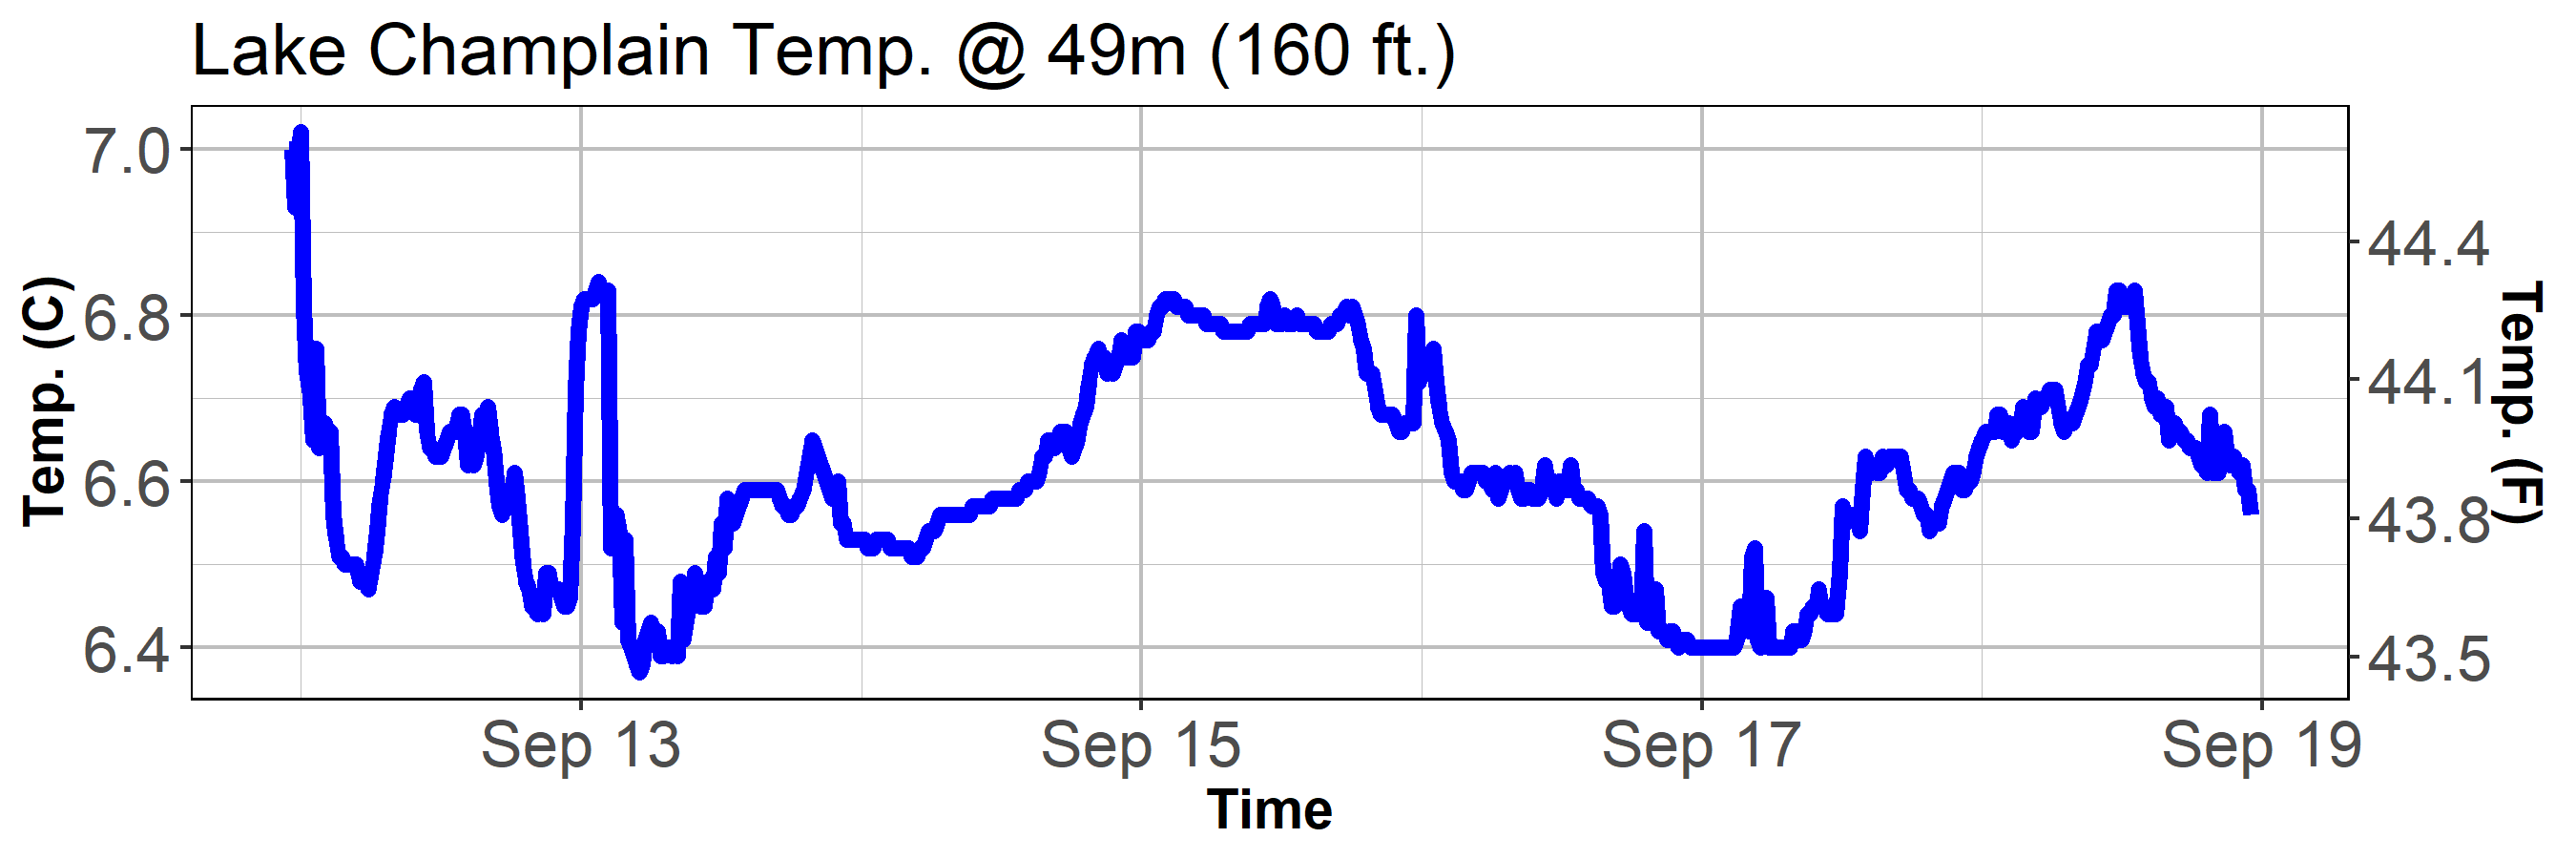 Lake Champlain Temp. @ 49m (160 ft.)
Temp. (C)
7.0
6.8
6.6
6.4
44.4
44.1
43.8
43.5
Temp. (F)
Sep 13
Sep 15
Sep 17
Sep 19
Time